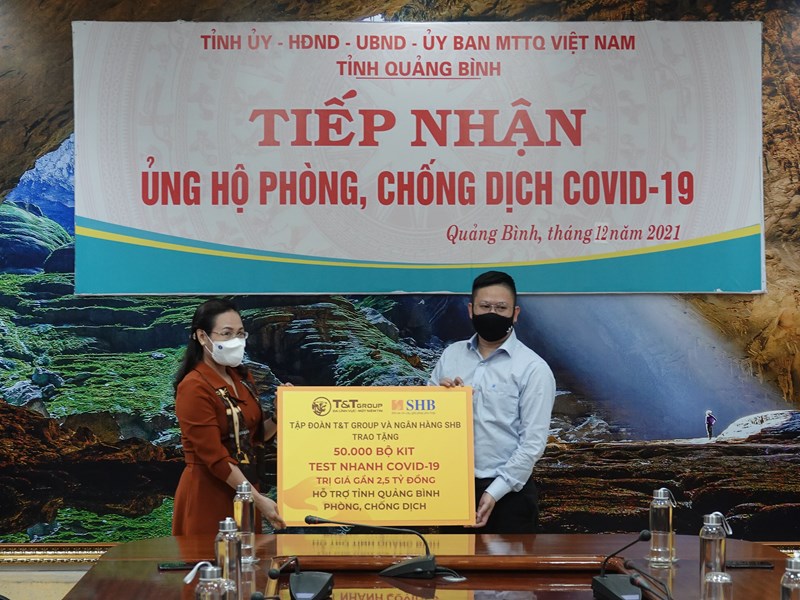 TỈNH ỦY - HĐND - UBND - ỦY BAN MTTQ VIỆT NAM
TỈNH QUẢNG BÌNH
TIẾP NHẬN
ỦNG HỘ PHÒNG, CHỐNG DỊCH COVID-19
Quảng Bình, tháng 12 năm 2021
T&T GROUP
SHB
TẬP ĐOÀN T&T GROUP VÀ NGÂN HÀNG SHB
TRAO TẶNG
50.000 BỘ KIT
TEST NHANH COVID-19
TRỊ GIÁ GẦN 2,5 TỶ ĐỒNG
HỖ TRỢ TỈNH QUẢNG BÌNH
PHÒNG, CHỐNG DỊCH